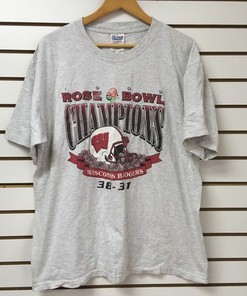 ROSE BOWL
CHAMPIONS
W
WISCONSIN BADGERS
38-31